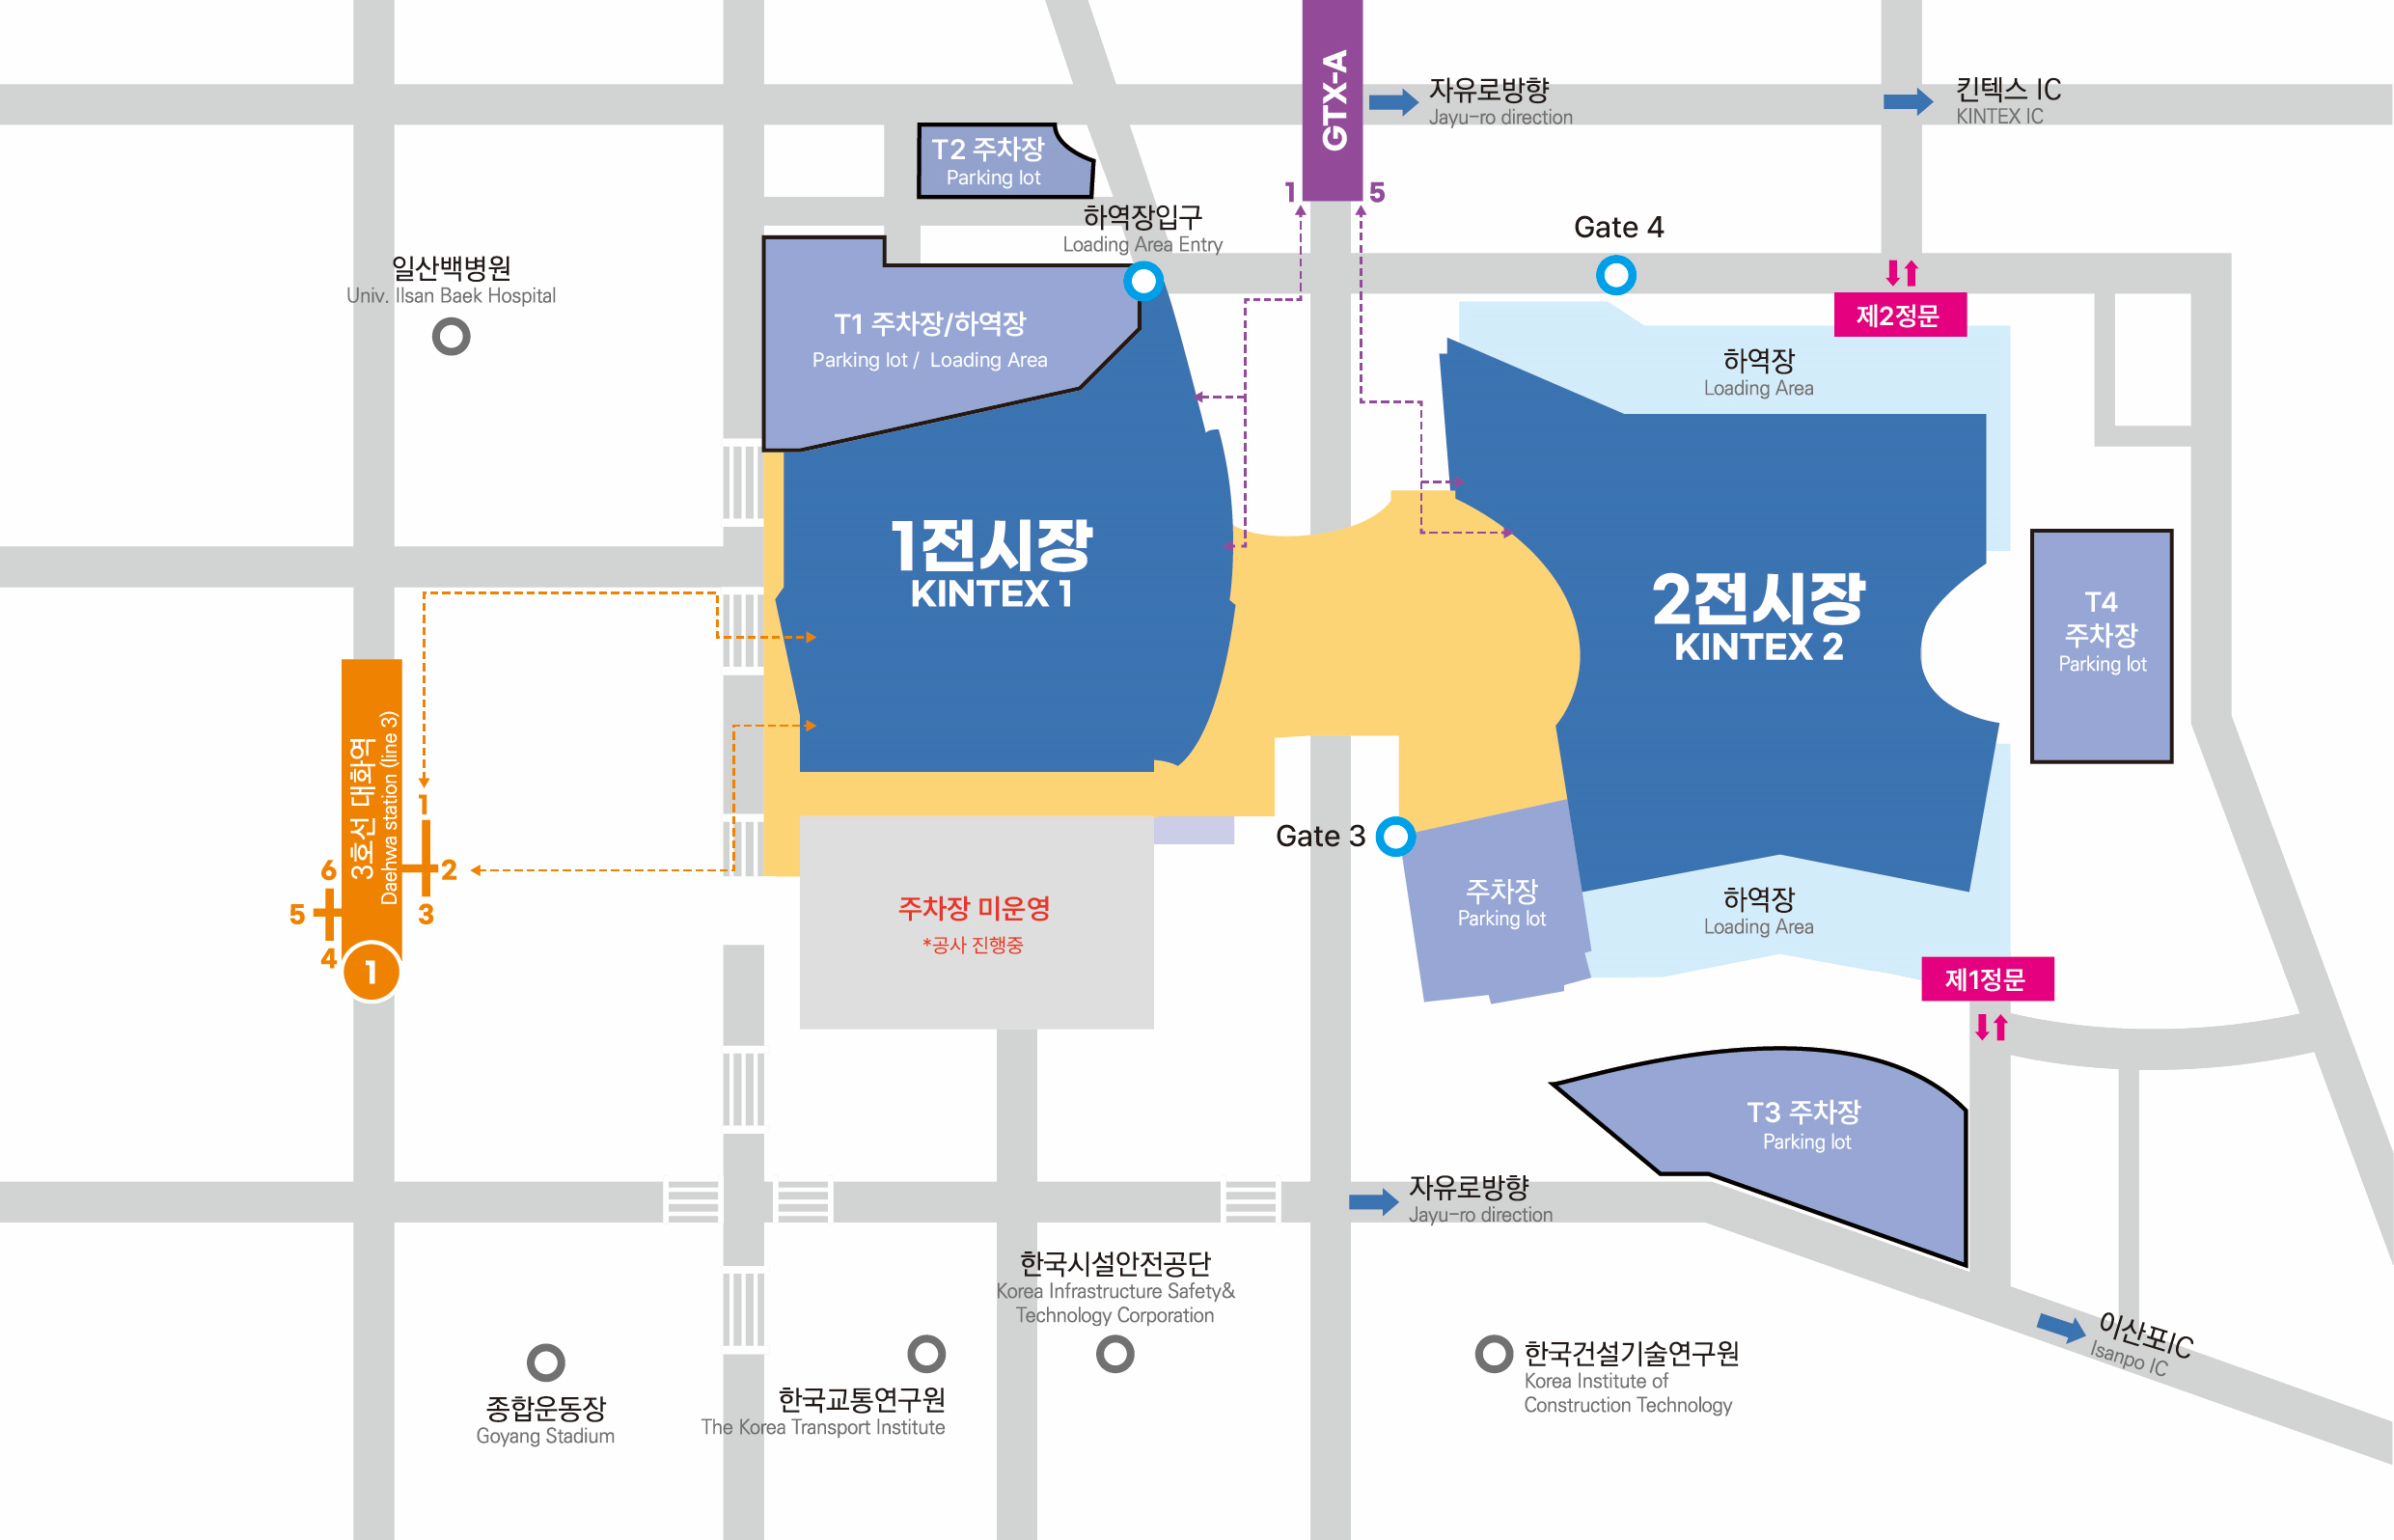 GTX-A
자유로방향
Jayu-ro direction
킨텍스 IC
KINTEX IC
T2 주차장
Parking lot
1
5
하역장입구
Loading Area Entry
Gate 4
일산백병원
Univ. Ilsan Baek Hospital
제2정문
T1 주차장/하역장
Parking lot / Loading Area
하역장
Loading Area
1전시장
KINTEX 1
2전시장
KINTEX 2
T4
주차장
Parking lot
3호선 대화역
Daehwa station (line 3)
1
2
3
6
5
4
1
Gate 3
주차장 미운영
*공사 진행중
주차장
Parking lot
하역장
Loading Area
제1정문
T3 주차장
Parking lot
자유로방향
Jayu-ro direction
한국시설안전공단
Korea Infrastructure Safety&
Technology Corporation
이산포IC
Isanpo IC
종합운동장
Goyang Stadium
한국교통연구원
The Korea Transport Institute
한국건설기술연구원
Korea Institute of
Construction Technology